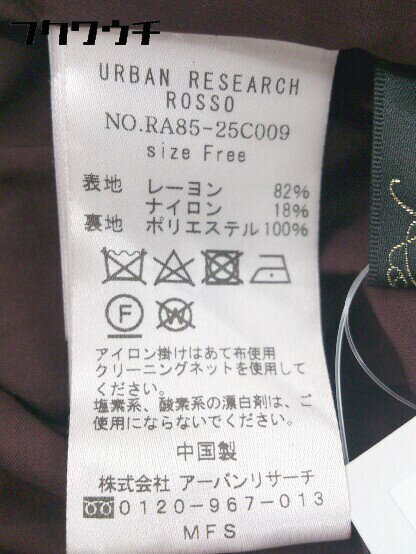 フクウウチ
URBAN RESEARCH
ROSSO
NO.RA85-25C009
size Free
表地 レーヨン 82%
ナイロン 18%
裏地 ポリエステル 100%
F W
アイロン掛けはあて布使用
クリーニングネットを使用して
ください。
塩素系、酸素系の漂白剤は、ご
使用にならないでください。
中国製
株式会社 アーバンリサーチ
0120-967-013
MFS